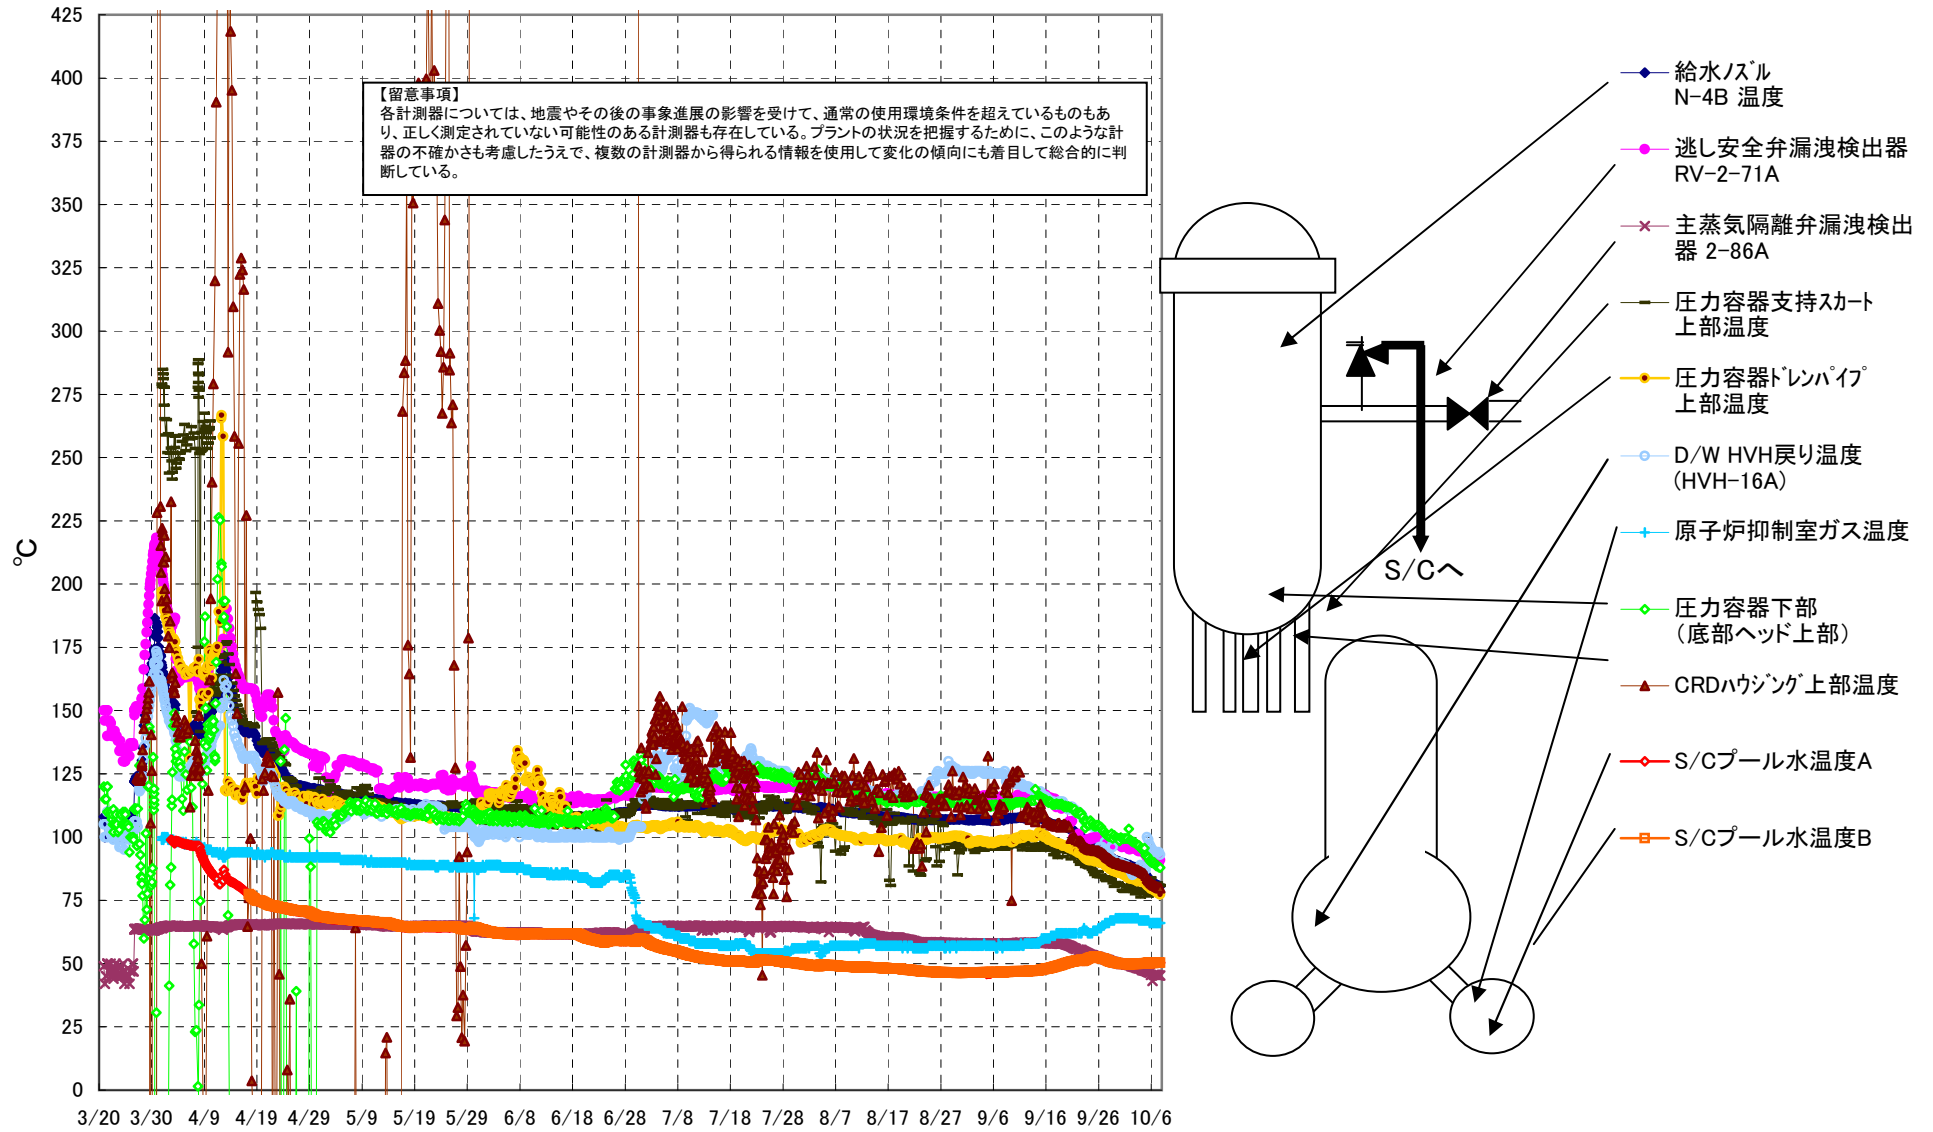 425
400
375
350
325
300
275
250
225
200
175
150
125
100
75
50
25
0
℃
3/20 3/30 4/9 4/19 4/29 5/9 5/19 5/29 6/8 6/18 6/28 7/8 7/18 7/28 8/7 8/17 8/27 9/6 9/16 9/26 10/6
【留意事項】
各計測器については、地震やその後の事象進展の影響を受けて、通常の使用環境条件を超えているものもあ
り、正しく測定されていない可能性のある計測器も存在している。プラントの状況を把握するために、このような計
器の不確かさも考慮したうえで、複数の計測器から得られる情報を使用して変化の傾向にも着目して総合的に判
断している。
S/Cへ
給水ノズル
N-4B 温度
逃し安全弁漏洩検出器
RV-2-71A
主蒸気隔離弁漏洩検出
器 2-86A
圧力容器支持スカート
上部温度
圧力容器ドレンパイプ
上部温度
D/W HVH戻り温度
(HVH-16A)
原子炉抑制室ガス温度
圧力容器下部
（底部ヘッド上部）
CRDハウジング上部温度
S/Cプール水温度A
S/Cプール水温度B